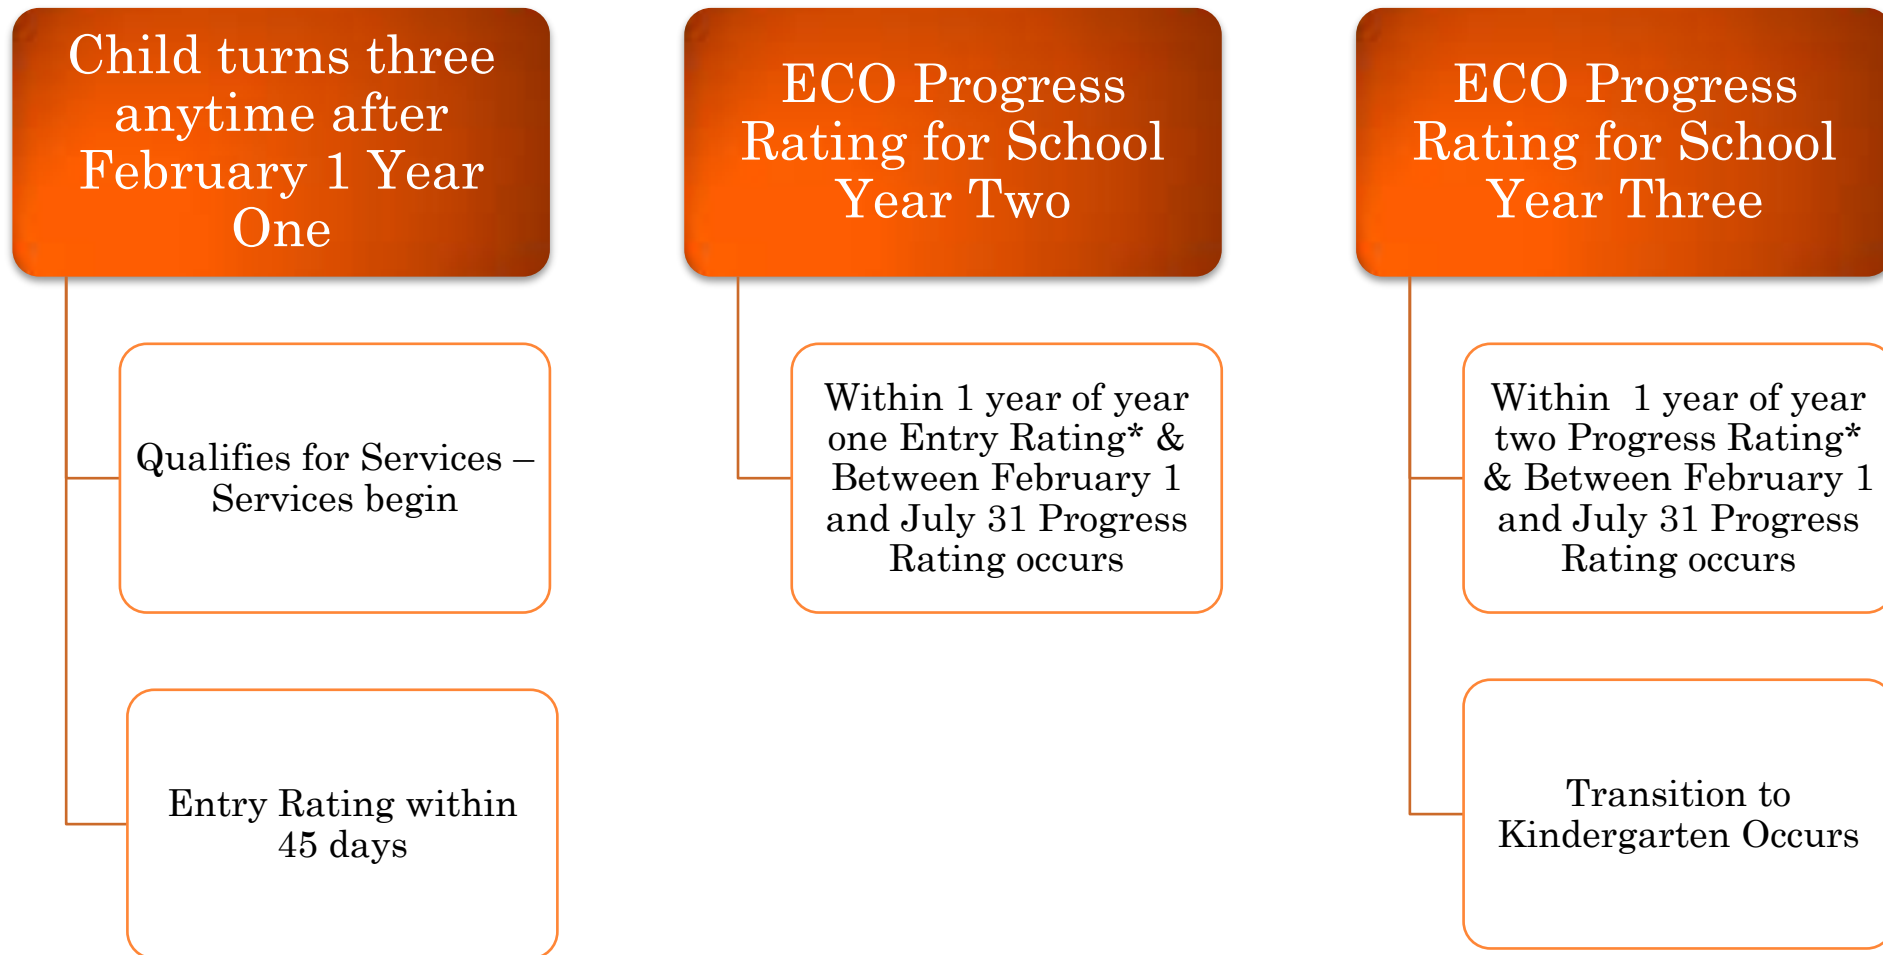 Child turns three
anytime after
February 1 Year
One
Qualifies for Services –
Services begin
Entry Rating within
45 days
ECO Progress
Rating for School
Year Two
Within 1 year of year
one Entry Rating* &
Between February 1
and July 31 Progress
Rating occurs
ECO Progress
Rating for School
Year Three
Within  1 year of year
two Progress Rating*
& Between February 1
and July 31 Progress
Rating occurs
Transition to
Kindergarten Occurs